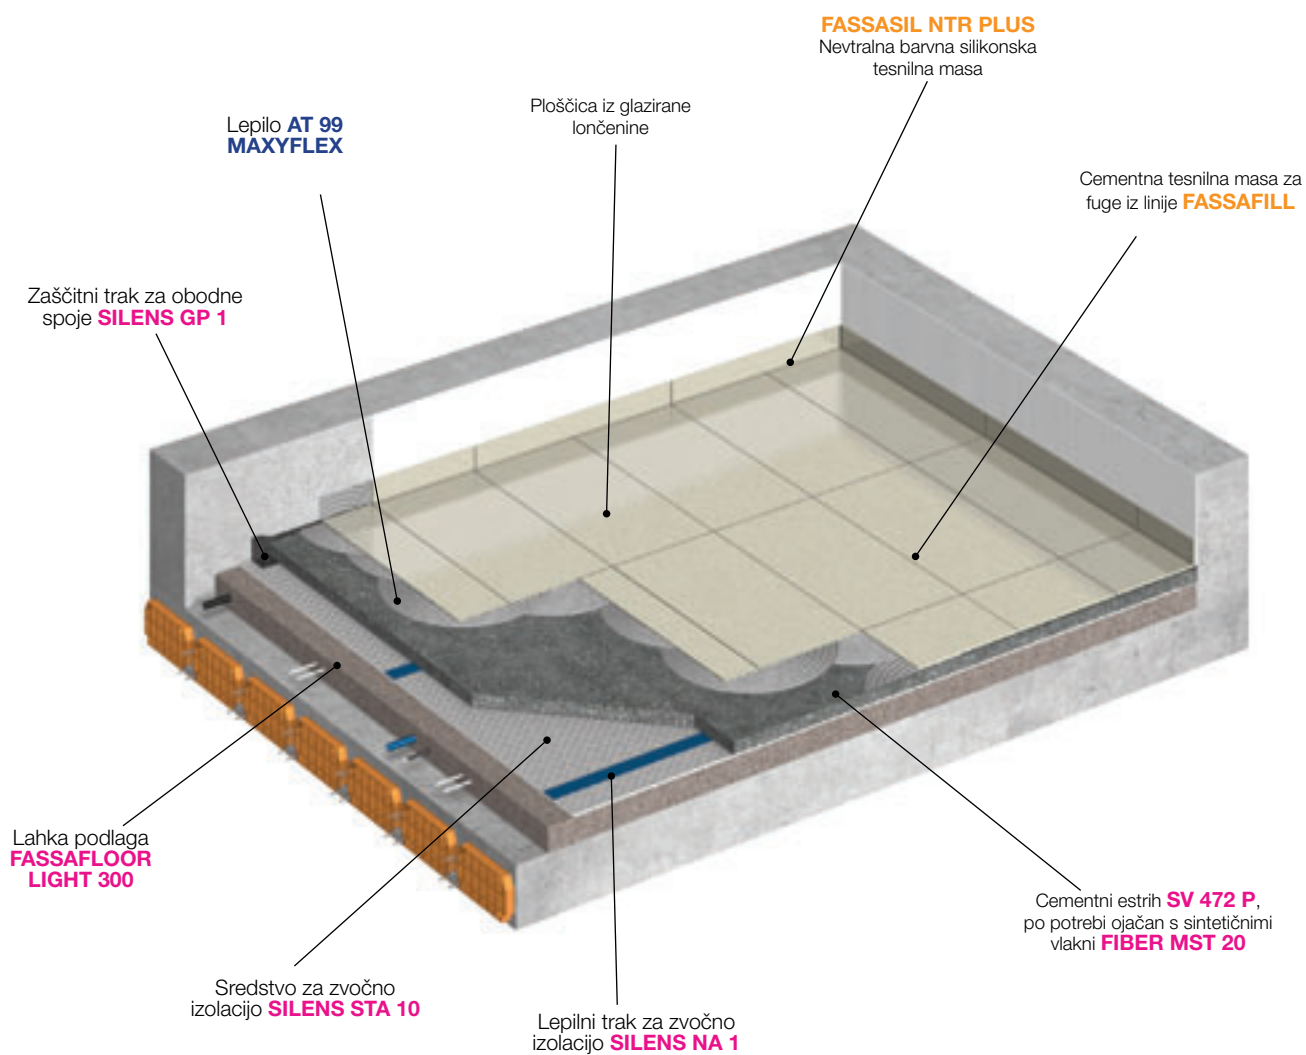 FASSASIL NTR PLUS
Nevtralna barvna silikonska
tesnilna masa
Ploščica iz glazirane
lončenine
Lepilo AT 99
MAXYFLEX
Cementna tesnilna masa za
fuge iz linije FASSAFILL
Zaščitni trak za obodne
spoje SILENS GP 1
Lahka podlaga
FASSAFLOOR
LIGHT 300
Cementni estrih SV 472 P,
po potrebi ojačan s sintetičnimi
vlakni FIBER MST 20
Sredstvo za zvočno
izolacijo SILENS STA 10
Lepilni trak za zvočno
izolacijo SILENS NA 1